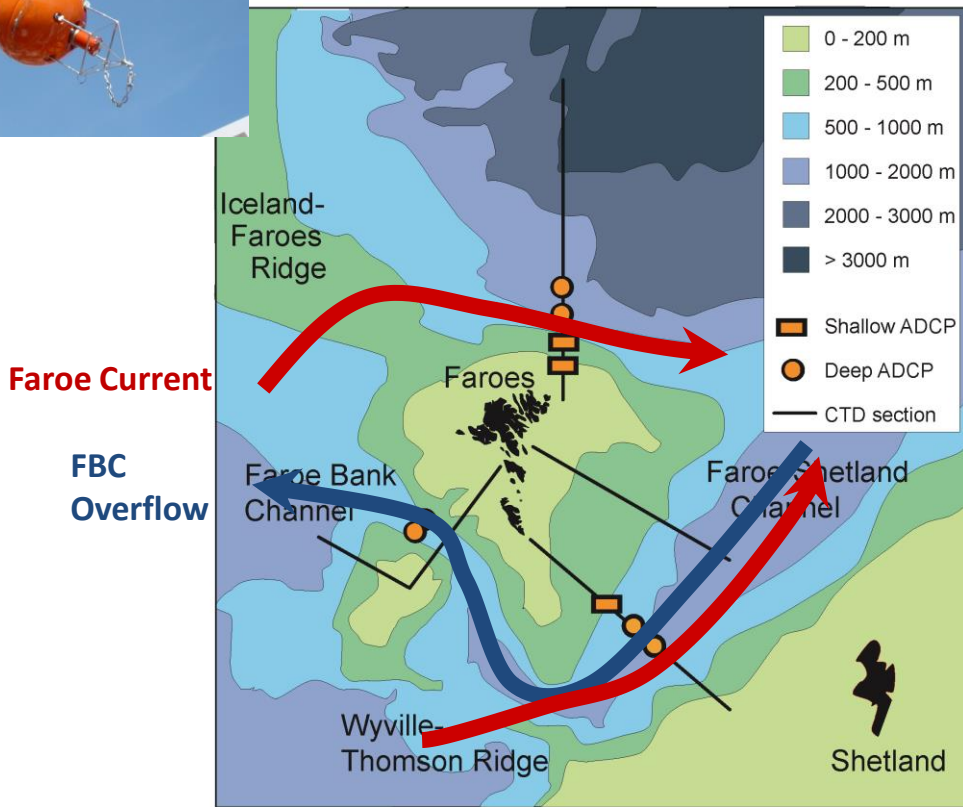 0 - 200 m
200 - 500 m
500 - 1000 m
1000 - 2000 m
2000 - 3000 m
> 3000 m
Shallow ADCP
Deep ADCP
CTD section
Iceland-
Faroes
Ridge
Faroe Current
Faroes
FBC
Overflow
Faroe Bank
Channel
Faroe Shetland
Channel
Wyville-
Thomson Ridge
Shetland